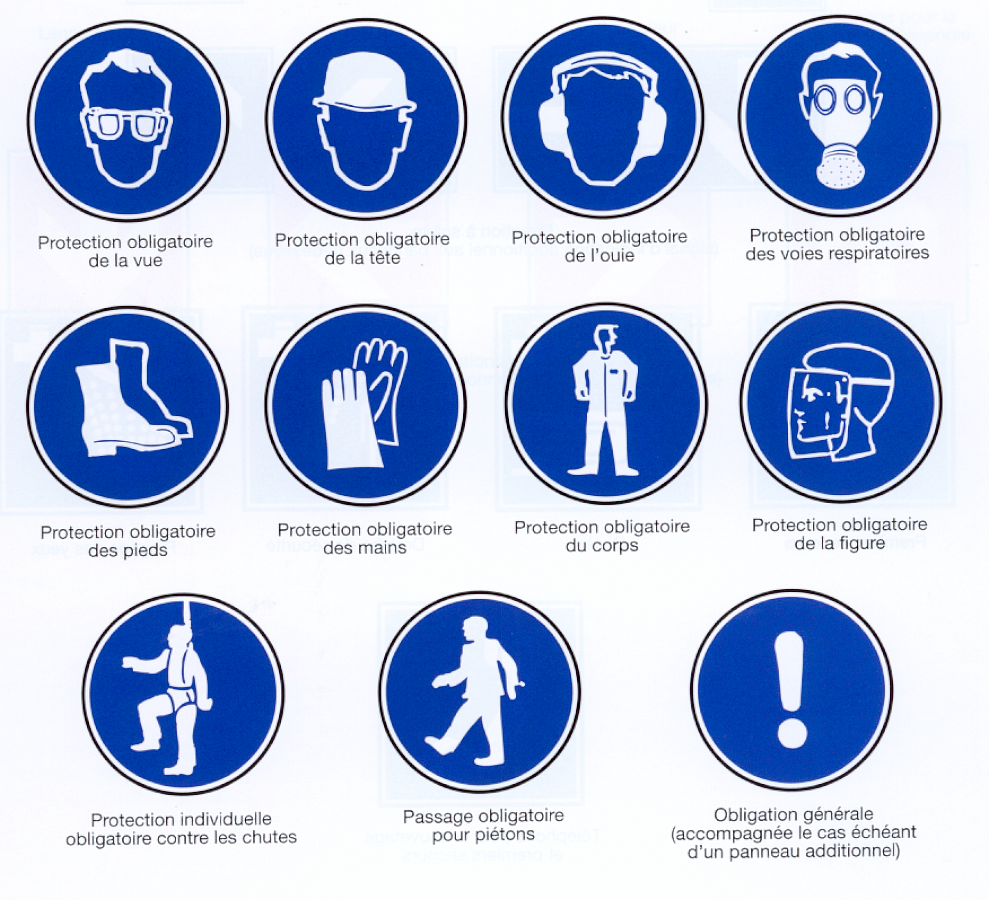 Protection obligatoire
de la vue
Protection obligatoire
de la tête
Protection obligatoire
de l'ouie
Protection obligatoire
des voies respiratoires
Protection obligatoire
des pieds
Protection obligatoire
des mains
Protection obligatoire
du corps
Protection obligatoire
de la figure
Protection individuelle
obligatoire contre les chutes
Passage obligatoire
pour piétons
Obligation générale
(accompagnée le cas échéant
d'un panneau additionnel)